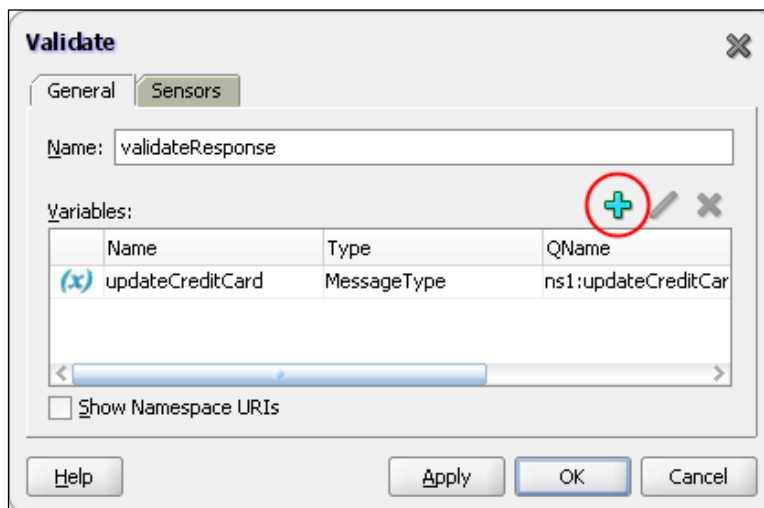 Validate
General Sensors
Name: validateResponse
Variables:
Name Type QName
(x) updateCreditCard MessageType ns1:updateCreditCar
Show Namespace URIs
Help Apply OK Cancel